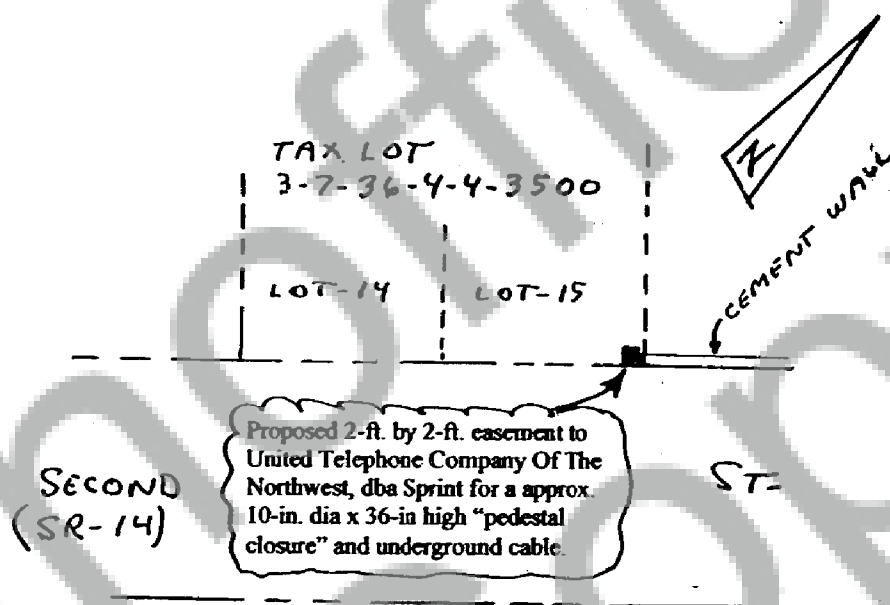 TAX LOT
3-7-36-4-4-3500
N
CEMENT WALL
LOT-14
LOT-15
Proposed 2-ft. by 2-ft. easement to
United Telephone Company Of The
Northwest, dba Sprint for a approx.
10-in. dia x 36-in high “pedestal
closure” and underground cable.
SECOND
(SR-14)
ST=